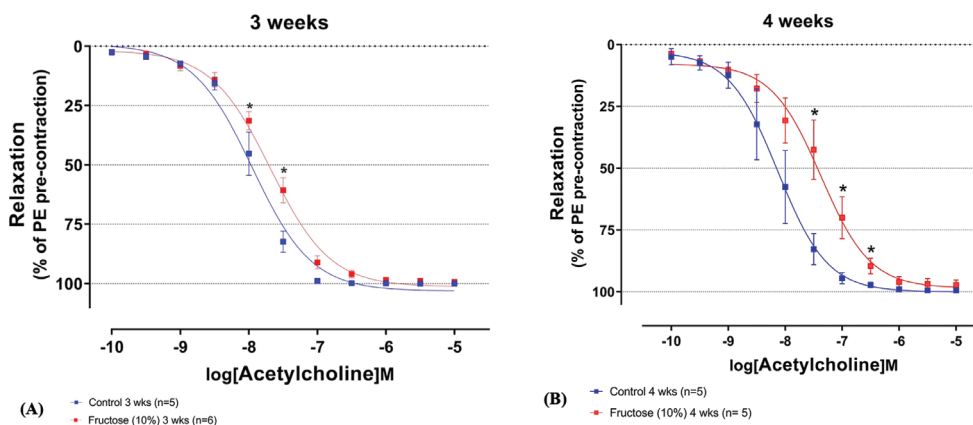 3 weeks
0
25
50
75
100
Relaxation
(% of PE pre-contraction)
*
*
-10 -9 -8 -7 -6 -5
log[Acetylcholine]M
(A)
Control 3 wks (n=5)
Fructose (10%) 3 wks (n=6)
4 weeks
0
25
50
75
100
Relaxation
(% of PE pre-contraction)
*
*
*
-10 -9 -8 -7 -6 -5
log[Acetylcholine]M
(B)
Control 4 wks (n=5)
Fructose (10%) 4 wks (n= 5)